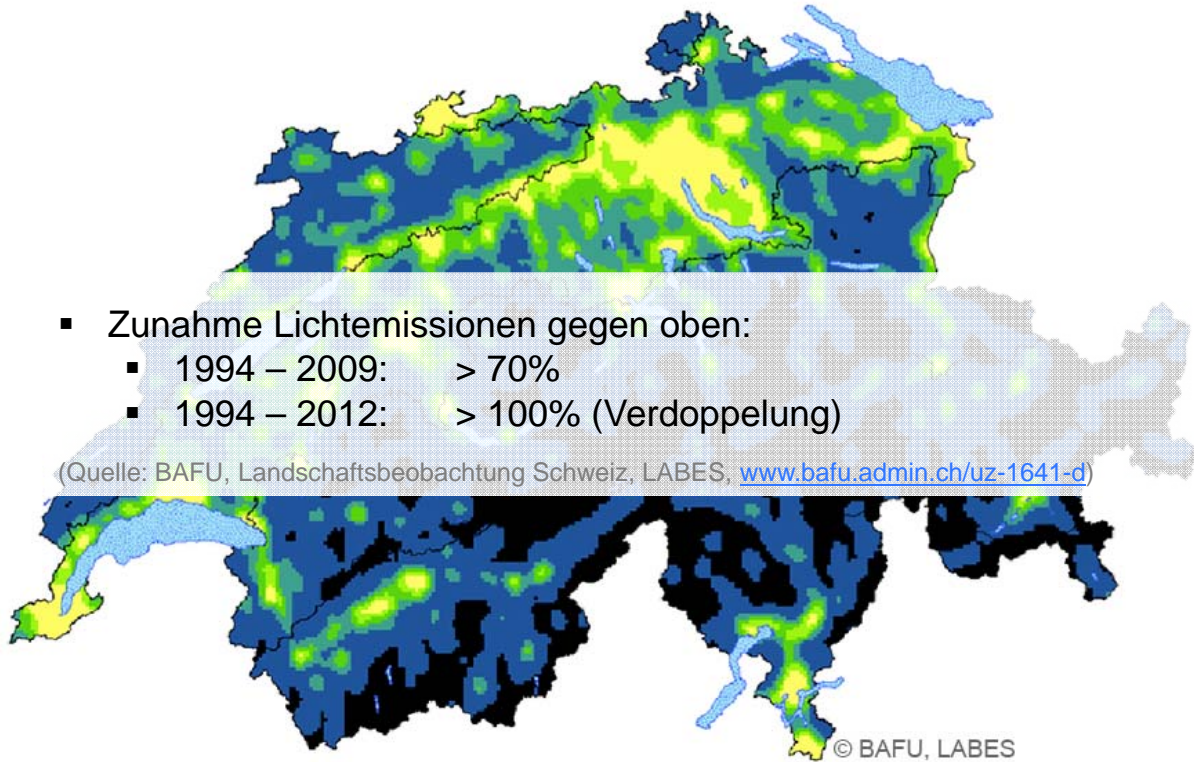 ▪ Zunahme Lichtemissionen gegen oben:
▪ 1994 – 2009: > 70%
▪ 1994 – 2012: > 100% (Verdoppelung)
(Quelle: BAFU, Landschaftsbeobachtung Schweiz, LABES, www.bafu.admin.ch/uz-1641-d)
© BAFU, LABES